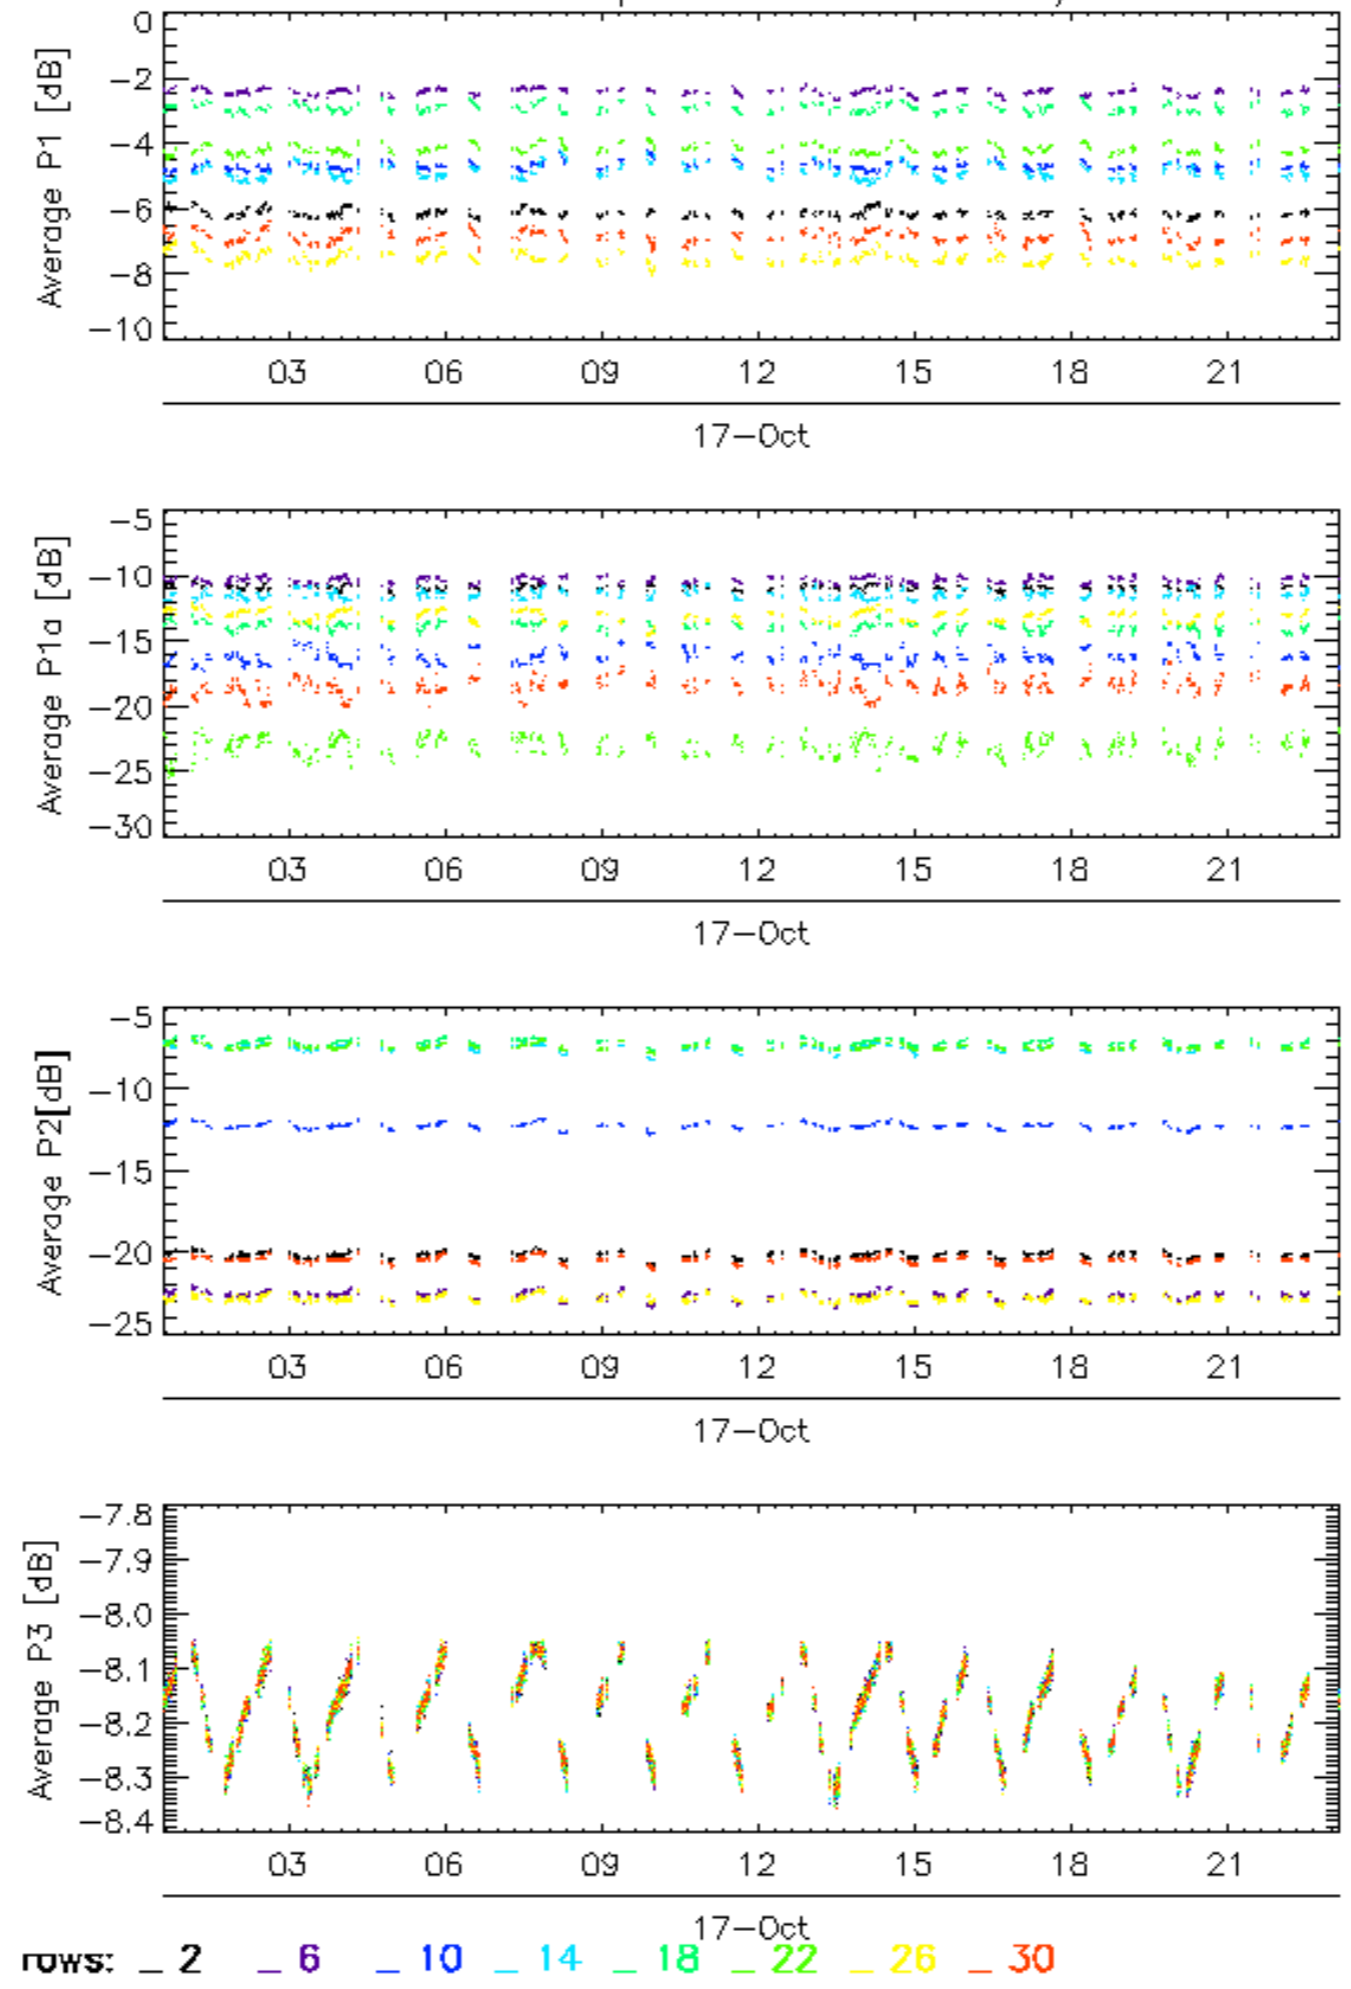 0
−2
−4
−6
−8
−10
Average P1 [dB]
03 06 09 12 15 18 21
17−Oct
−5
−10
−15
−20
−25
−30
Average P1a [dB]
03 06 09 12 15 18 21
17−Oct
−5
−10
−15
−20
−25
Average P2[dB]
03 06 09 12 15 18 21
17−Oct
−7.8
−7.9
−8.0
−8.1
−8.2
−8.3
−8.4
Average P3 [dB]
03 06 09 12 15 18 21
17−Oct
rows: _ 2 _ 6 _ 10 _ 14 _ 18 _ 22 _ 26 _ 30